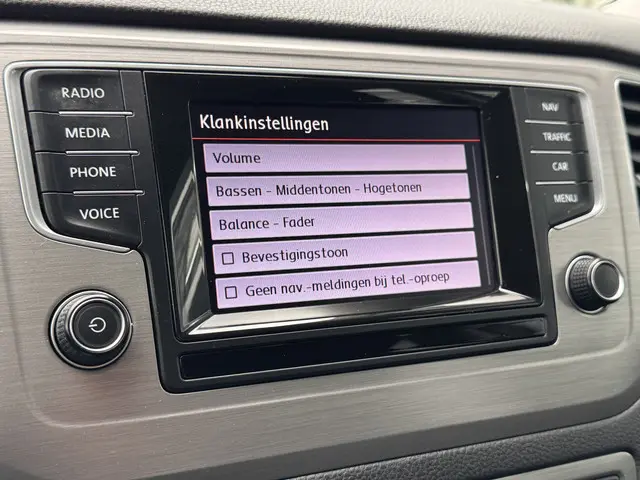 RADIO
MEDIA
PHONE
VOICE
Klankinstellingen
Volume
Bassen - Middentonen - Hogetonen
Balance - Fader
Bevestigingstoon
Geen nav.-meldingen bij tel.-oproep
NAV
TRAFFIC
CAR
MENU